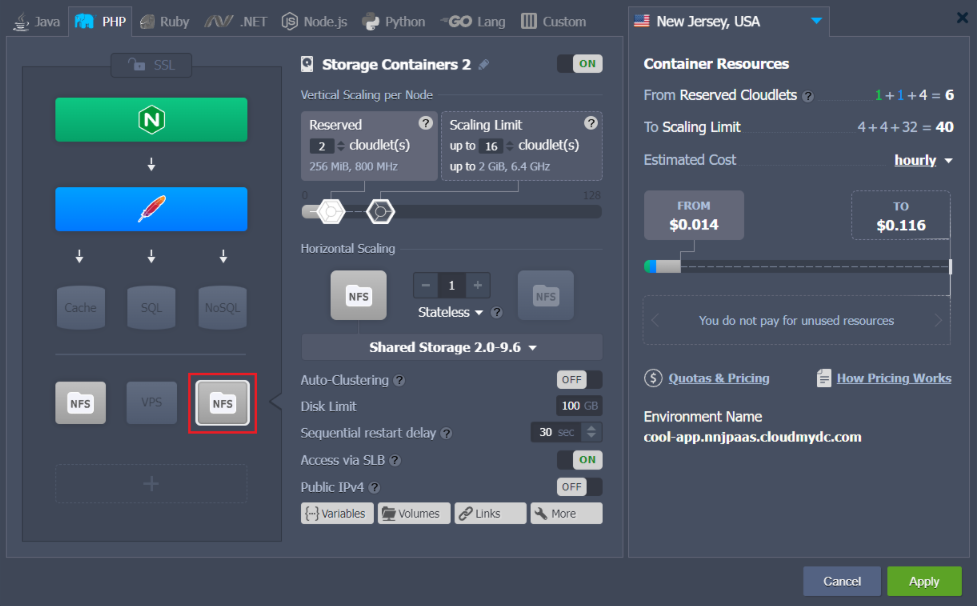 Java PHP Ruby .NET Node.js Python GO Lang Custom
SSL
N
Cache SQL NoSQL
NFS VPS NFS
+
Storage Containers 2 ON
Vertical Scaling per Node
Reserved ?
2 cloudlet(s)
256 MiB, 800 MHz
Scaling Limit ?
up to 16 cloudlet(s)
up to 2 GiB, 6.4 GHz
0 128
Horizontal Scaling
NFS − 1 + NFS
Stateless ?
Shared Storage 2.0-9.6
Auto-Clustering ? OFF
Disk Limit 100 GB
Sequential restart delay ? 30 sec
Access via SLB ? ON
Public IPv4 ? OFF
Variables Volumes Links More
New Jersey, USA
Container Resources
From Reserved Cloudlets ? 1+1+4 = 6
To Scaling Limit 4+4+32 = 40
Estimated Cost hourly
FROM
$0.014
TO
$0.116
You do not pay for unused resources
$ Quotas & Pricing How Pricing Works
Environment Name
cool-app.nnjpaas.cloudmydc.com
Cancel Apply